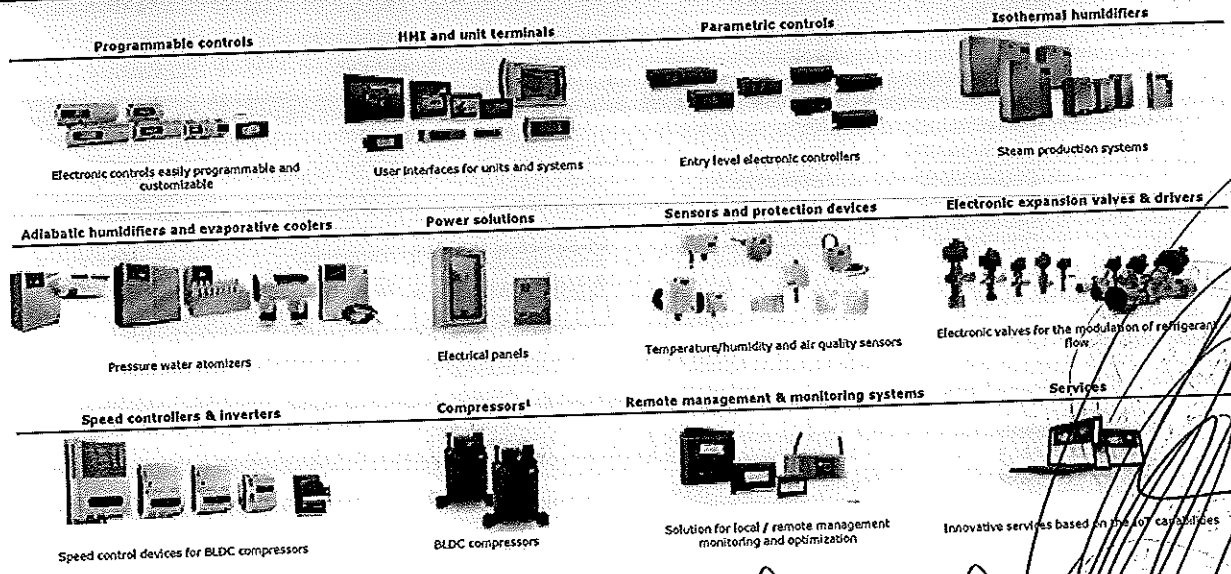 Programmable controls
HMI and unit terminals
Parametric controls
Isothermal humidifiers
Electronic controls easily programmable and
customizable
User interfaces for units and systems
Entry level electronic controllers
Steam production systems
Adiabatic humidifiers and evaporative coolers
Power solutions
Sensors and protection devices
Electronic expansion valves & drivers
Pressure water atomizers
Electrical panels
Temperature/humidity and air quality sensors
Electronic valves for the modulation of refrigerant
flow
Speed controllers & inverters
Compressors¹
Remote management & monitoring systems
Services
Speed control devices for BLDC compressors
BLDC compressors
Solution for local / remote management
monitoring and optimization
Innovative services based on the IoT capabilities